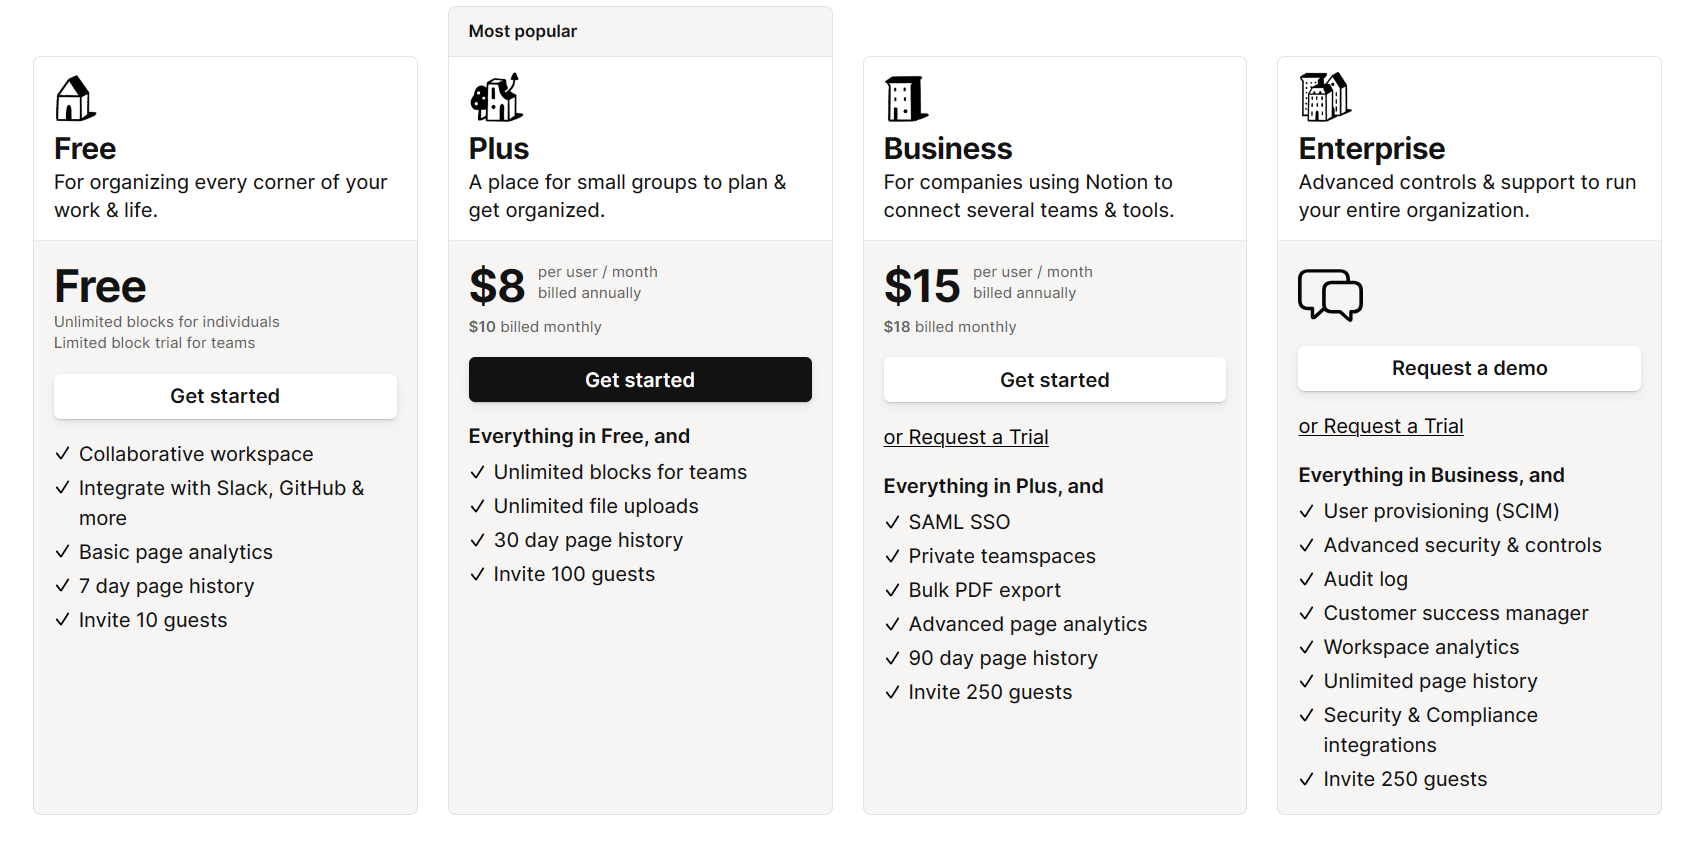 Free
For organizing every corner of your
work & life.
Free
Unlimited blocks for individuals
Limited block trial for teams
Get started
Collaborative workspace
Integrate with Slack, GitHub &
more
Basic page analytics
7 day page history
Invite 10 guests
Most popular
Plus
A place for small groups to plan &
get organized.
$8 per user / month
billed annually
$10 billed monthly
Get started
Everything in Free, and
Unlimited blocks for teams
Unlimited file uploads
30 day page history
Invite 100 guests
Business
For companies using Notion to
connect several teams & tools.
$15 per user / month
billed annually
$18 billed monthly
Get started
or Request a Trial
Everything in Plus, and
SAML SSO
Private teamspaces
Bulk PDF export
Advanced page analytics
90 day page history
Invite 250 guests
Enterprise
Advanced controls & support to run
your entire organization.
Request a demo
or Request a Trial
Everything in Business, and
User provisioning (SCIM)
Advanced security & controls
Audit log
Customer success manager
Workspace analytics
Unlimited page history
Security & Compliance
integrations
Invite 250 guests